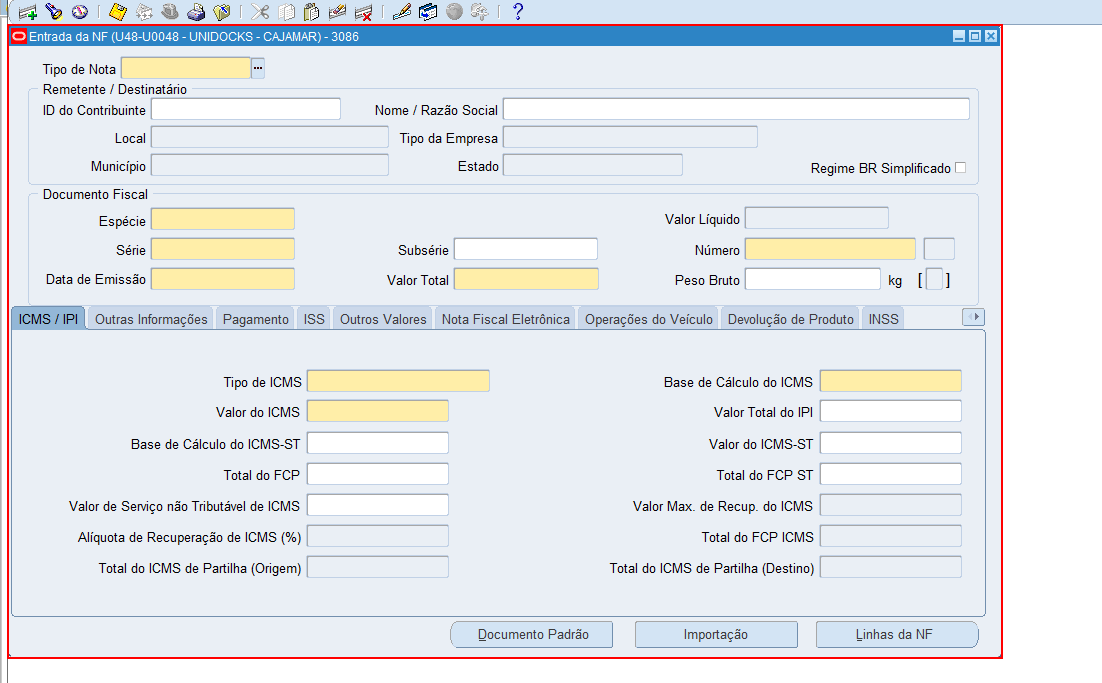 Entrada da NF (U48-U0048 - UNIDOCKS - CAJAMAR) - 3086
Tipo de Nota ...
Remetente / Destinatário
ID do Contribuinte Nome / Razão Social
Local Tipo da Empresa
Município Estado Regime BR Simplificado
Documento Fiscal
Espécie Valor Líquido
Série Subsérie Número
Data de Emissão Valor Total Peso Bruto kg [ ]
ICMS / IPI Outras Informações Pagamento ISS Outros Valores Nota Fiscal Eletrônica Operações do Veículo Devolução de Produto INSS
Tipo de ICMS Base de Cálculo do ICMS
Valor do ICMS Valor Total do IPI
Base de Cálculo do ICMS-ST Valor do ICMS-ST
Total do FCP Total do FCP ST
Valor de Serviço não Tributável de ICMS Valor Max. de Recup. do ICMS
Alíquota de Recuperação de ICMS (%) Total do FCP ICMS
Total do ICMS de Partilha (Origem) Total do ICMS de Partilha (Destino)
Documento Padrão Importação Linhas da NF